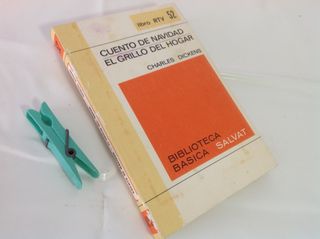 libro RTV 52
CUENTO DE NAVIDAD
EL GRILLO DEL HOGAR
CHARLES DICKENS
BIBLIOTECA
BASICA SALVAT